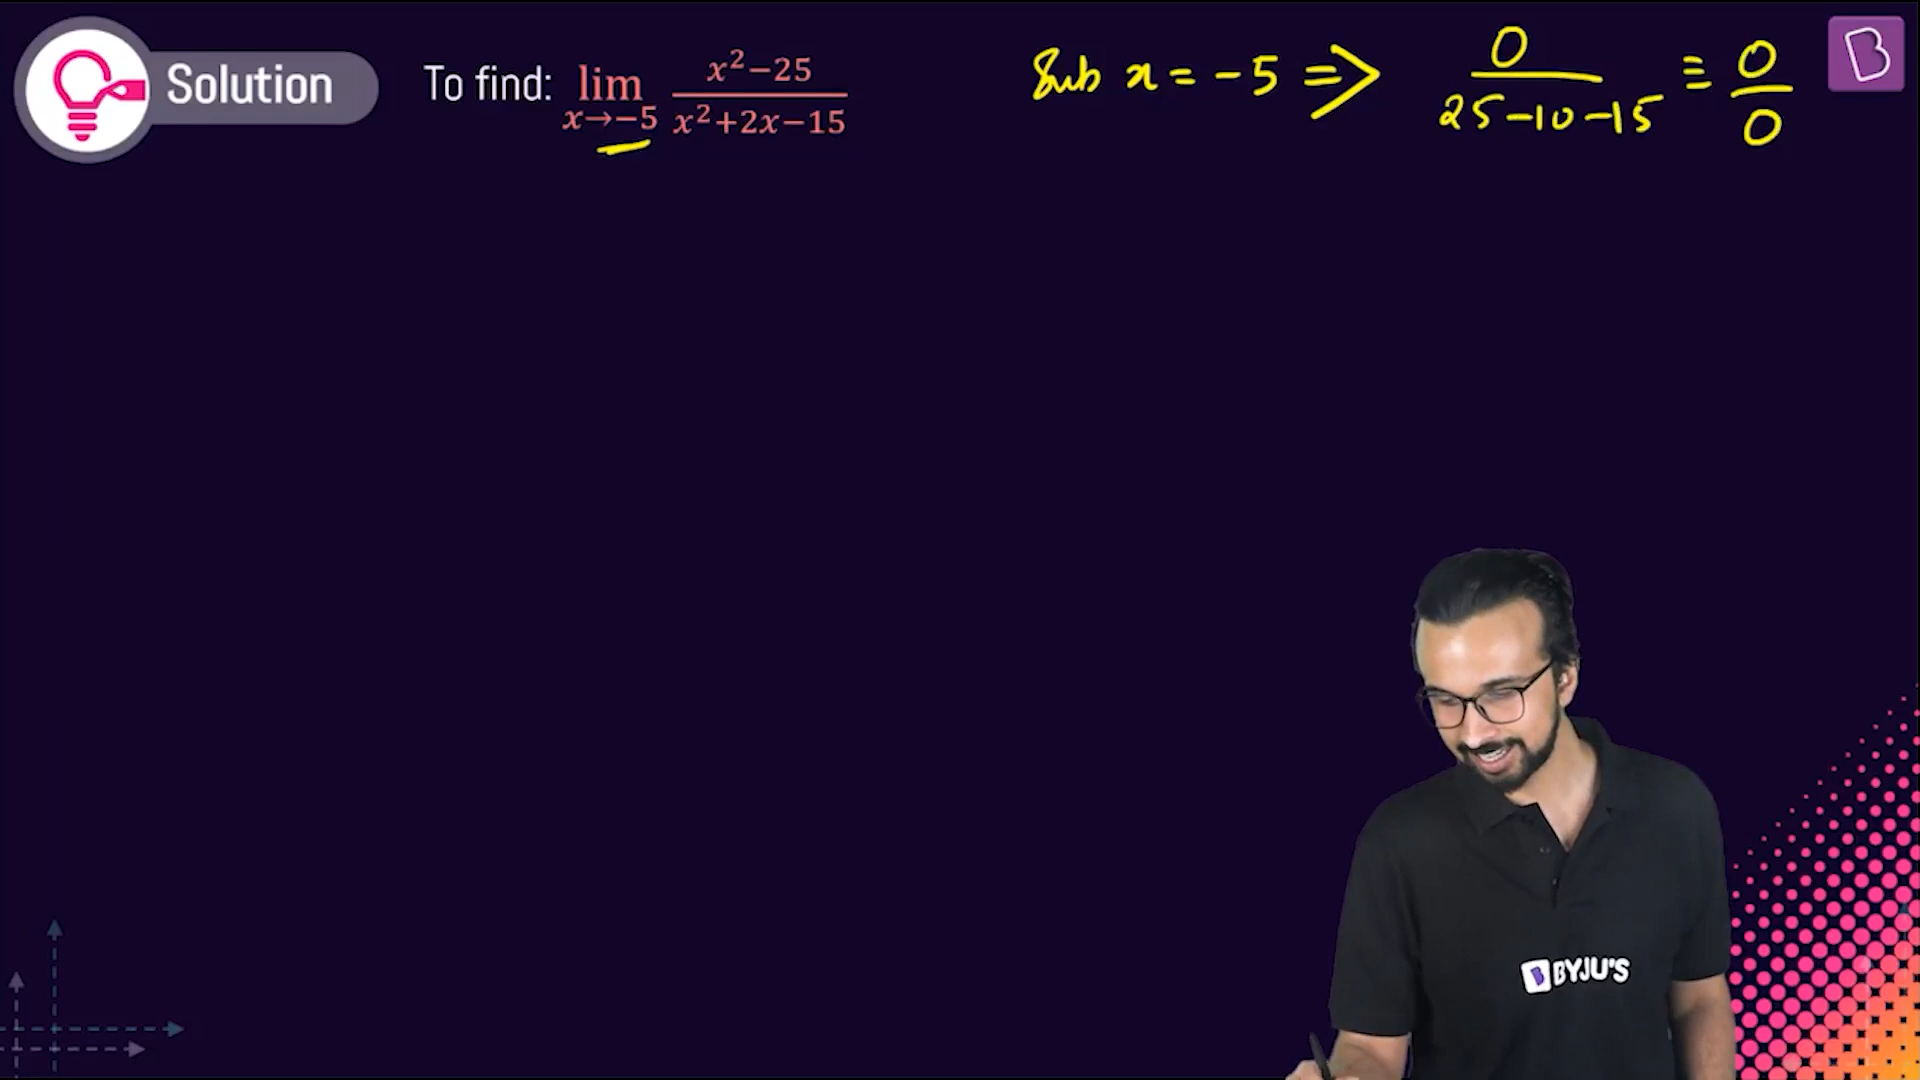 Solution
To find: lim x→−5 x²−25 / x²+2x−15
Sub x = -5 => 0 / 25-10-15 ≡ 0 / 0
B
BYJU'S